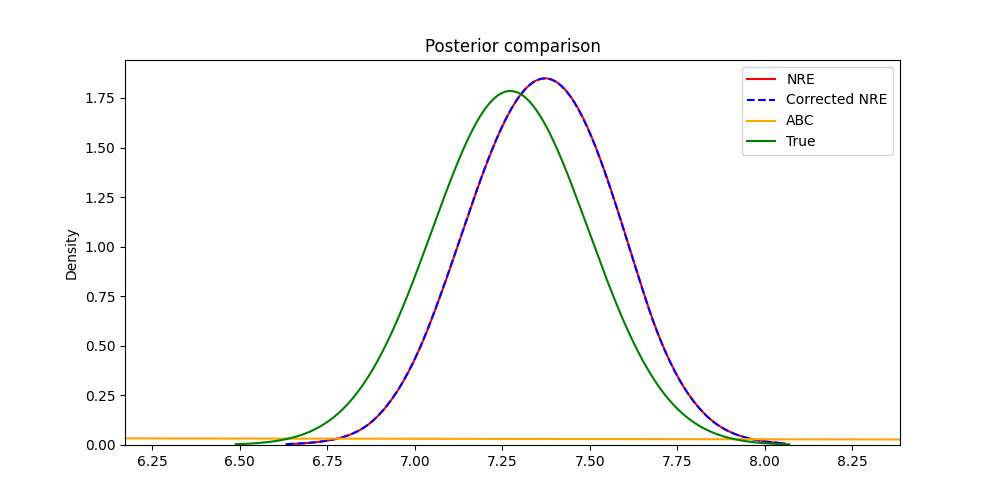 Posterior comparison
NRE
Corrected NRE
ABC
True
Density
1.75
1.50
1.25
1.00
0.75
0.50
0.25
0.00
6.25 6.50 6.75 7.00 7.25 7.50 7.75 8.00 8.25